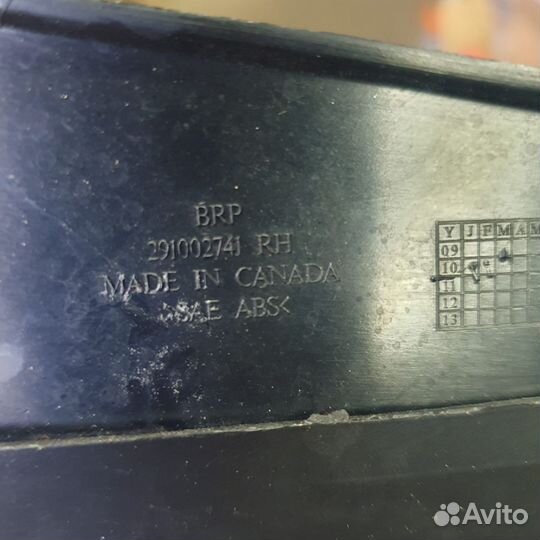 BRP
291002741 RH
MADE IN CANADA
>SAE ABS<
Y J F M A M
09
10
11
12
13
Avito